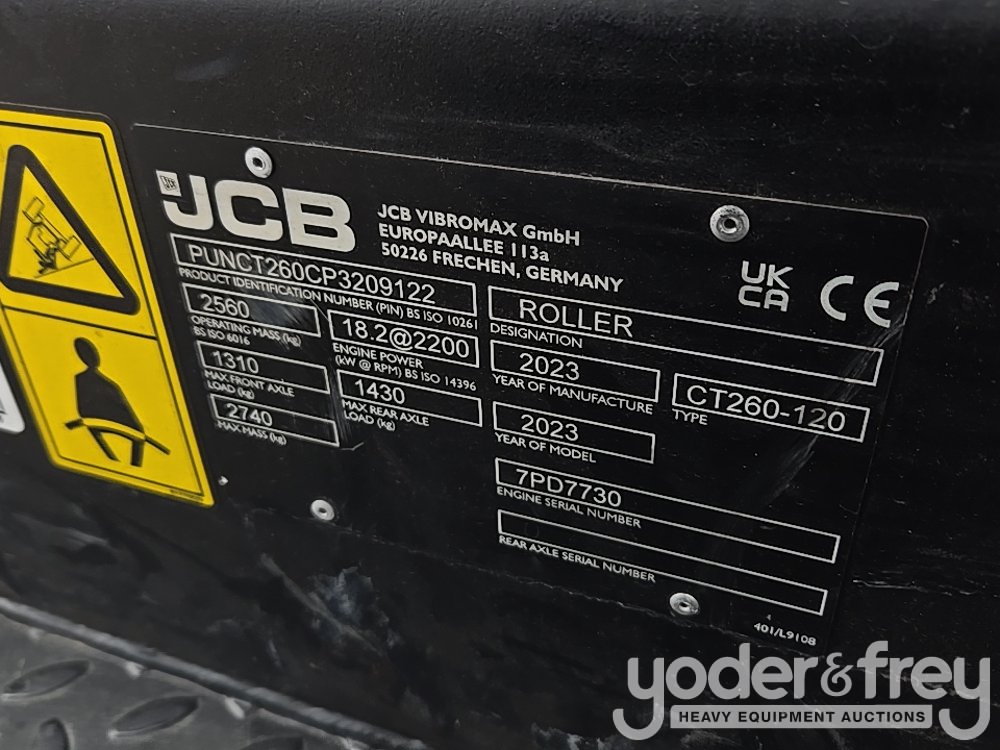 JCB
JCB VIBROMAX GmbH
EUROPAALLEE 113a
50226 FRECHEN, GERMANY
UK
CA
CE
PUNCT260CP3209122
PRODUCT IDENTIFICATION NUMBER (PIN) BS ISO 10261
ROLLER
DESIGNATION
2560
OPERATING MASS (kg)
BS ISO 6016
18.2@2200
ENGINE POWER
(kW @ RPM) BS ISO 14396
2023
YEAR OF MANUFACTURE
CT260-120
TYPE
1310
MAX FRONT AXLE
LOAD (kg)
1430
MAX REAR AXLE
LOAD (kg)
2023
YEAR OF MODEL
2740
MAX MASS (kg)
7PD7730
ENGINE SERIAL NUMBER
REAR AXLE SERIAL NUMBER
401/L9108
yoder&frey
HEAVY EQUIPMENT AUCTIONS